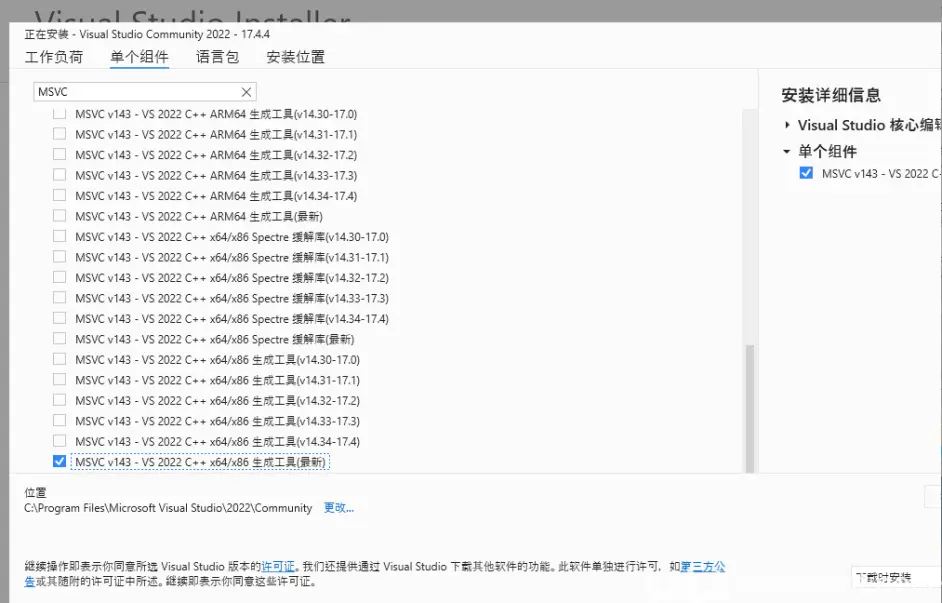 Visual Studio Installer
正在安装 - Visual Studio Community 2022 - 17.4.4
工作负荷 单个组件 语言包 安装位置
MSVC
MSVC v143 - VS 2022 C++ ARM64 生成工具(v14.30-17.0)
MSVC v143 - VS 2022 C++ ARM64 生成工具(v14.31-17.1)
MSVC v143 - VS 2022 C++ ARM64 生成工具(v14.32-17.2)
MSVC v143 - VS 2022 C++ ARM64 生成工具(v14.33-17.3)
MSVC v143 - VS 2022 C++ ARM64 生成工具(v14.34-17.4)
MSVC v143 - VS 2022 C++ ARM64 生成工具(最新)
MSVC v143 - VS 2022 C++ x64/x86 Spectre 缓解库(v14.30-17.0)
MSVC v143 - VS 2022 C++ x64/x86 Spectre 缓解库(v14.31-17.1)
MSVC v143 - VS 2022 C++ x64/x86 Spectre 缓解库(v14.32-17.2)
MSVC v143 - VS 2022 C++ x64/x86 Spectre 缓解库(v14.33-17.3)
MSVC v143 - VS 2022 C++ x64/x86 Spectre 缓解库(v14.34-17.4)
MSVC v143 - VS 2022 C++ x64/x86 Spectre 缓解库(最新)
MSVC v143 - VS 2022 C++ x64/x86 生成工具(v14.30-17.0)
MSVC v143 - VS 2022 C++ x64/x86 生成工具(v14.31-17.1)
MSVC v143 - VS 2022 C++ x64/x86 生成工具(v14.32-17.2)
MSVC v143 - VS 2022 C++ x64/x86 生成工具(v14.33-17.3)
MSVC v143 - VS 2022 C++ x64/x86 生成工具(v14.34-17.4)
MSVC v143 - VS 2022 C++ x64/x86 生成工具(最新)
安装详细信息
Visual Studio 核心编辑
单个组件
MSVC v143 - VS 2022 C+
位置
C:\Program Files\Microsoft Visual Studio\2022\Community 更改...
继续操作即表示你同意所选 Visual Studio 版本的许可证。我们还提供通过 Visual Studio 下载其他软件的功能。此软件单独进行许可，如第三方公
告或其随附的许可证中所述。继续即表示你同意这些许可证。
下载时安装